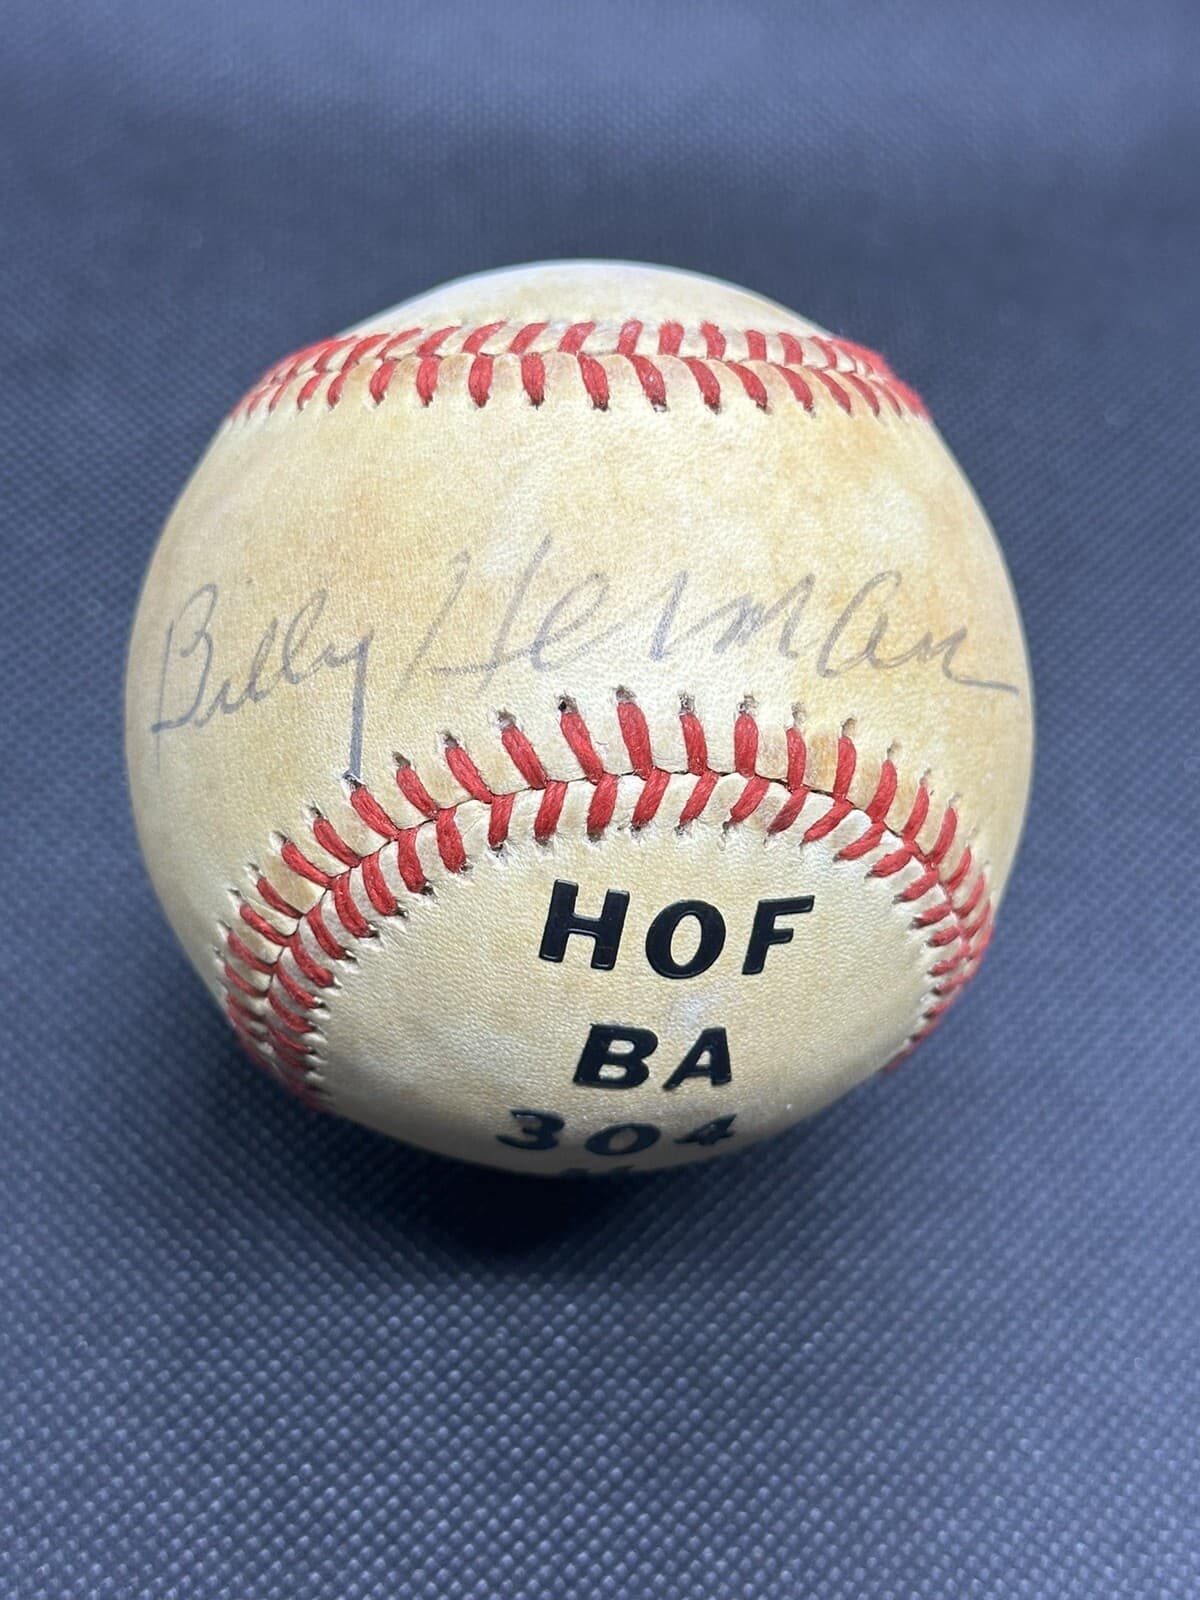 Billy Herman
HOF
BA
304